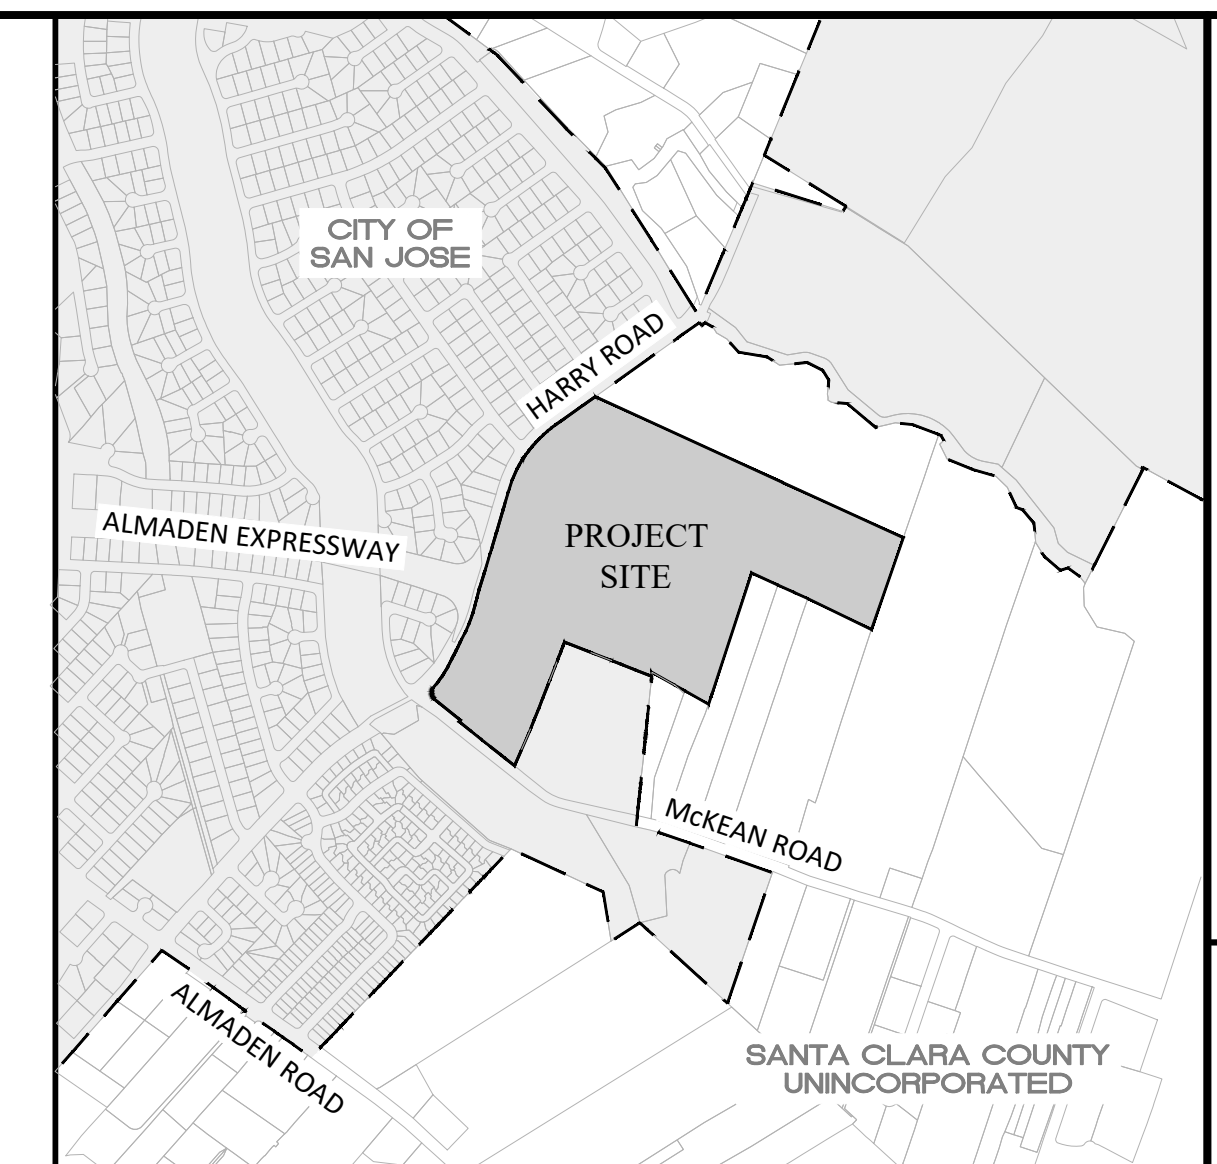 CITY OF
SAN JOSE
HARRY ROAD
ALMADEN EXPRESSWAY
PROJECT
SITE
McKEAN ROAD
ALMADEN ROAD
SANTA CLARA COUNTY
UNINCORPORATED